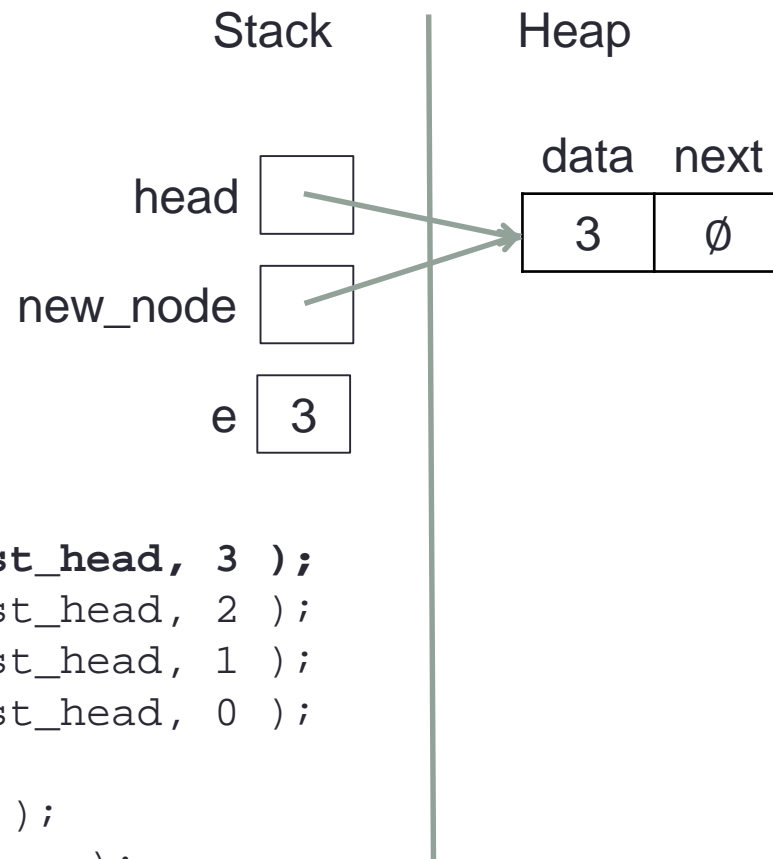 Stack Heap
data next
head
3 Ø
new_node
e 3
st_head, 3 );
st_head, 2 );
st_head, 1 );
st_head, 0 );
);
);